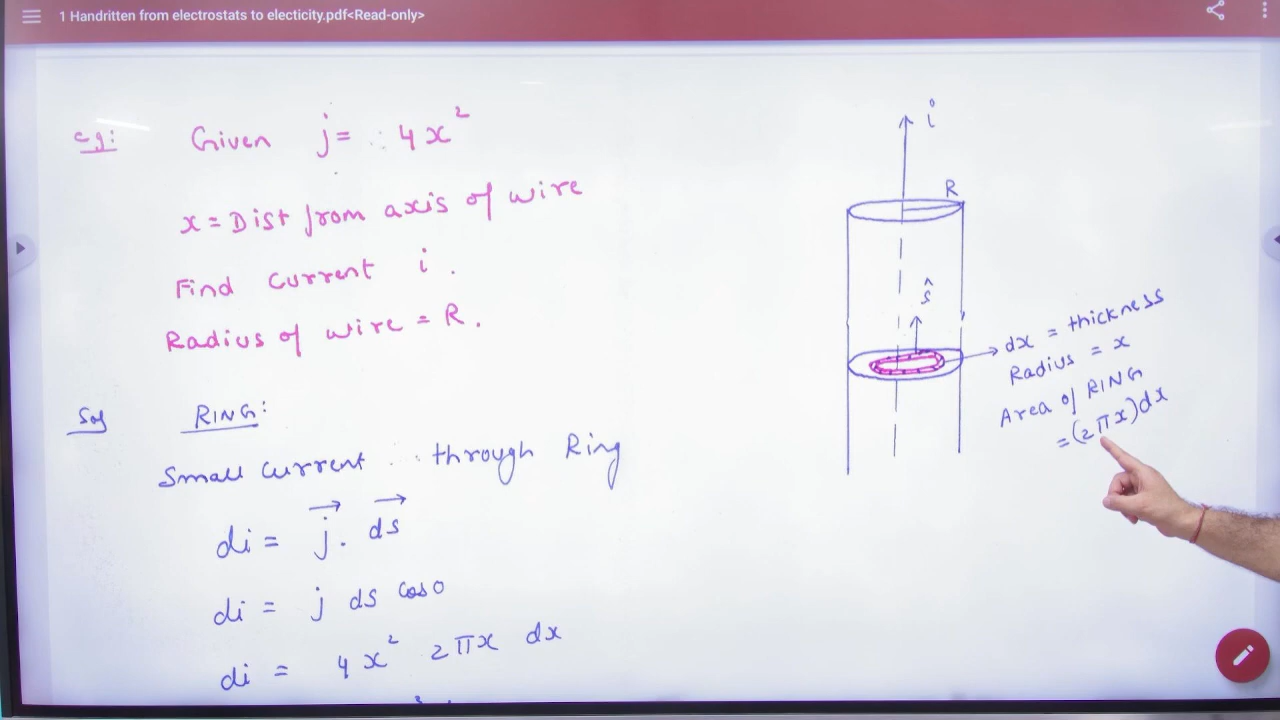 1 Handritten from electrostats to electicity.pdf<Read-only>
eg: Given j = 4x²
x = Dist from axis of wire
Find current i.
Radius of wire = R.
Sol RING:
Small current through Ring
di = j⃗ . ds⃗
di = j ds cos0
di = 4x² 2πx dx
i
R
ŝ
dx = thickness
Radius = x
Area of RING
= (2πx)dx